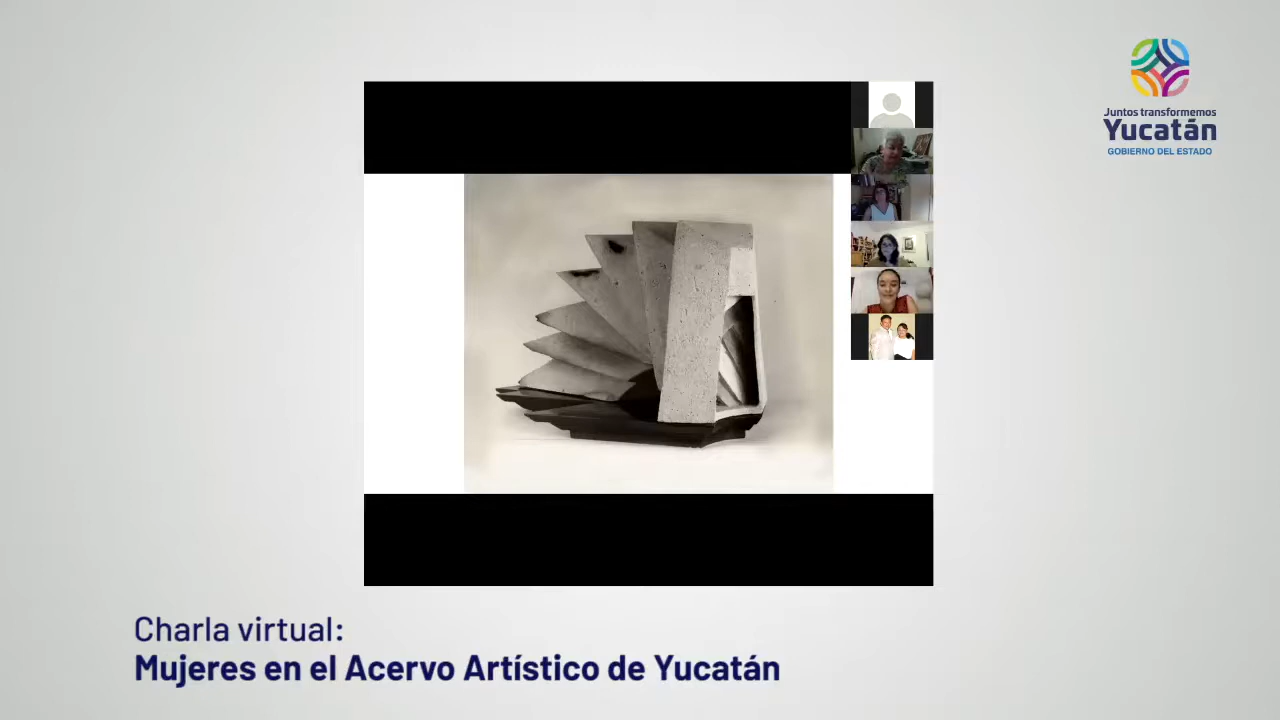 Juntos transformemos
Yucatán
GOBIERNO DEL ESTADO
Charla virtual:
Mujeres en el Acervo Artístico de Yucatán